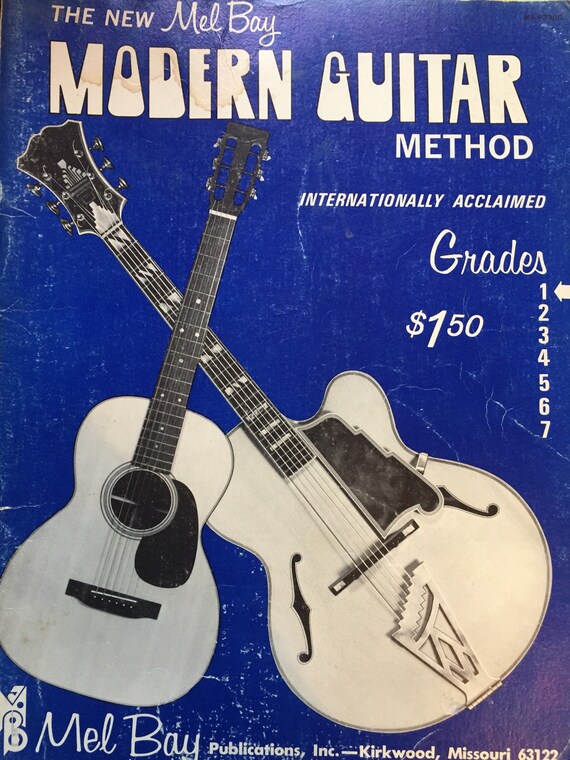 THE NEW Mel Bay
MODERN GUITAR
METHOD
INTERNATIONALLY ACCLAIMED
Grades
1
2
3
4
5
6
7
$1.50
Mel Bay Publications, Inc.—Kirkwood, Missouri 63122